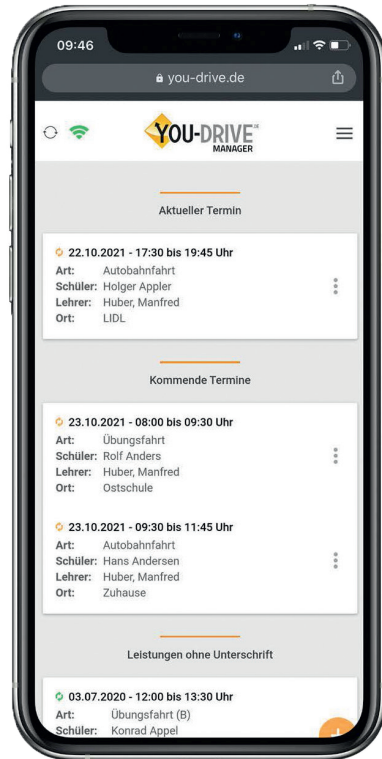 09:46
you-drive.de
YOU-DRIVE
MANAGER
Aktueller Termin
22.10.2021 - 17:30 bis 19:45 Uhr
Art: Autobahnfahrt
Schüler: Holger Appler
Lehrer: Huber, Manfred
Ort: LIDL
Kommende Termine
23.10.2021 - 08:00 bis 09:30 Uhr
Art: Übungsfahrt
Schüler: Rolf Anders
Lehrer: Huber, Manfred
Ort: Ostschule
23.10.2021 - 09:30 bis 11:45 Uhr
Art: Autobahnfahrt
Schüler: Hans Andersen
Lehrer: Huber, Manfred
Ort: Zuhause
Leistungen ohne Unterschrift
03.07.2020 - 12:00 bis 13:30 Uhr
Art: Übungsfahrt (B)
Schüler: Konrad Appel